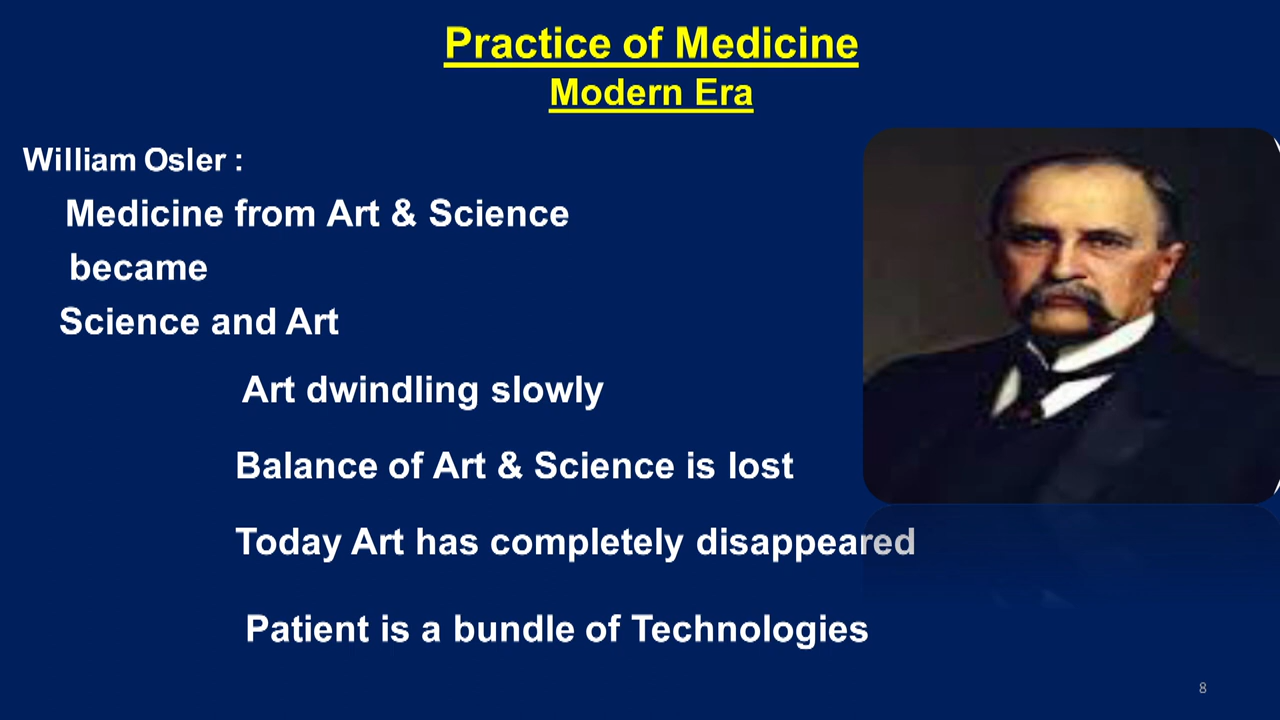 Practice of Medicine
Modern Era
William Osler :
Medicine from Art & Science
became
Science and Art
Art dwindling slowly
Balance of Art & Science is lost
Today Art has completely disappeared
Patient is a bundle of Technologies
8